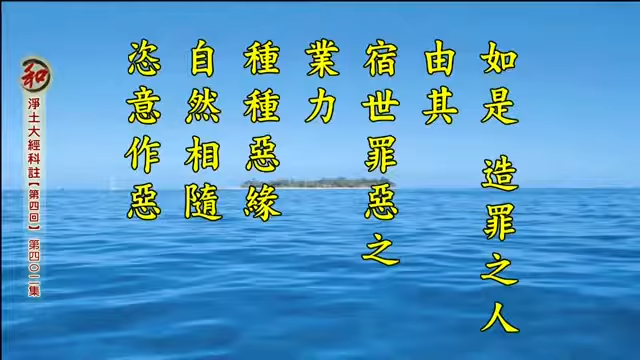 如是 造罪之人
由其
宿世罪惡之
業力
種種惡緣
自然相隨
恣意作惡
和
淨土大經科註【第四回】 第四〇二集